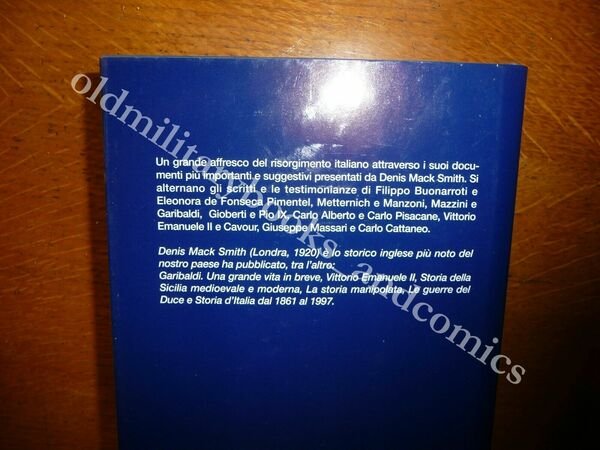 Un grande affresco del risorgimento italiano attraverso i suoi docu-
menti più importanti e suggestivi presentati da Denis Mack Smith. Si
alternano gli scritti e le testimonianze di Filippo Buonarroti e
Eleonora de Fonseca Pimentel, Metternich e Manzoni, Mazzini e
Garibaldi, Gioberti e Pio IX, Carlo Alberto e Carlo Pisacane, Vittorio
Emanuele II e Cavour, Giuseppe Massari e Carlo Cattaneo.
Denis Mack Smith (Londra, 1920) è lo storico inglese più noto del
nostro paese ha pubblicato, tra l'altro:
Garibaldi. Una grande vita in breve, Vittorio Emanuele II, Storia della
Sicilia medioevale e moderna, La storia manipolata, Le guerre del
Duce e Storia d'Italia dal 1861 al 1997.
oldmilitarybooks_andcomics